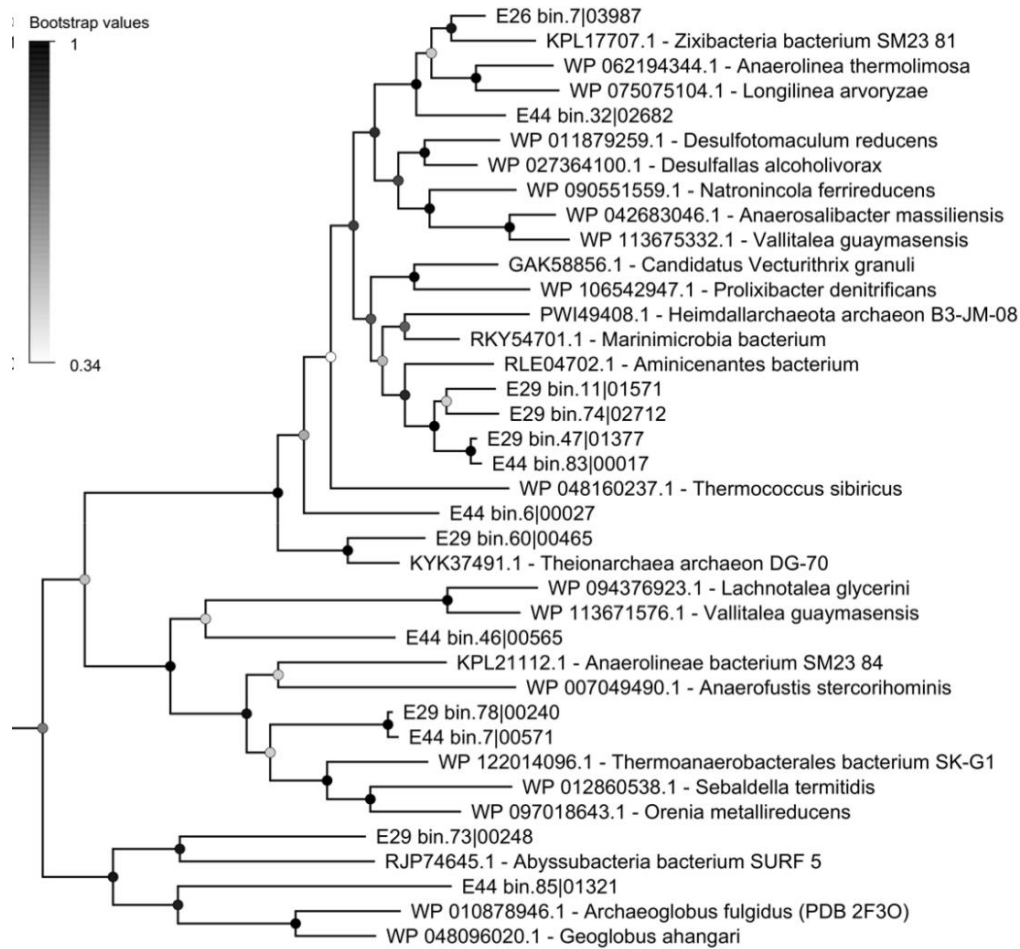 Bootstrap values
1
0.34
E26 bin.7|03987
KPL17707.1 - Zixibacteria bacterium SM23 81
WP 062194344.1 - Anaerolinea thermolimosa
WP 075075104.1 - Longilinea arvoryzae
E44 bin.32|02682
WP 011879259.1 - Desulfotomaculum reducens
WP 027364100.1 - Desulfallas alcoholivorax
WP 090551559.1 - Natronincola ferrireducens
WP 042683046.1 - Anaerosalibacter massiliensis
WP 113675332.1 - Vallitalea guaymasensis
GAK58856.1 - Candidatus Vecturithrix granuli
WP 106542947.1 - Prolixibacter denitrificans
PWI49408.1 - Heimdallarchaeota archaeon B3-JM-08
RKY54701.1 - Marinimicrobia bacterium
RLE04702.1 - Aminicenantes bacterium
E29 bin.11|01571
E29 bin.74|02712
E29 bin.47|01377
E44 bin.83|00017
WP 048160237.1 - Thermococcus sibiricus
E44 bin.6|00027
E29 bin.60|00465
KYK37491.1 - Theionarchaea archaeon DG-70
WP 094376923.1 - Lachnotalea glycerini
WP 113671576.1 - Vallitalea guaymasensis
E44 bin.46|00565
KPL21112.1 - Anaerolineae bacterium SM23 84
WP 007049490.1 - Anaerofustis stercorihominis
E29 bin.78|00240
E44 bin.7|00571
WP 122014096.1 - Thermoanaerobacterales bacterium SK-G1
WP 012860538.1 - Sebaldella termitidis
WP 097018643.1 - Orenia metallireducens
E29 bin.73|00248
RJP74645.1 - Abyssubacteria bacterium SURF 5
E44 bin.85|01321
WP 010878946.1 - Archaeoglobus fulgidus (PDB 2F3O)
WP 048096020.1 - Geoglobus ahangari